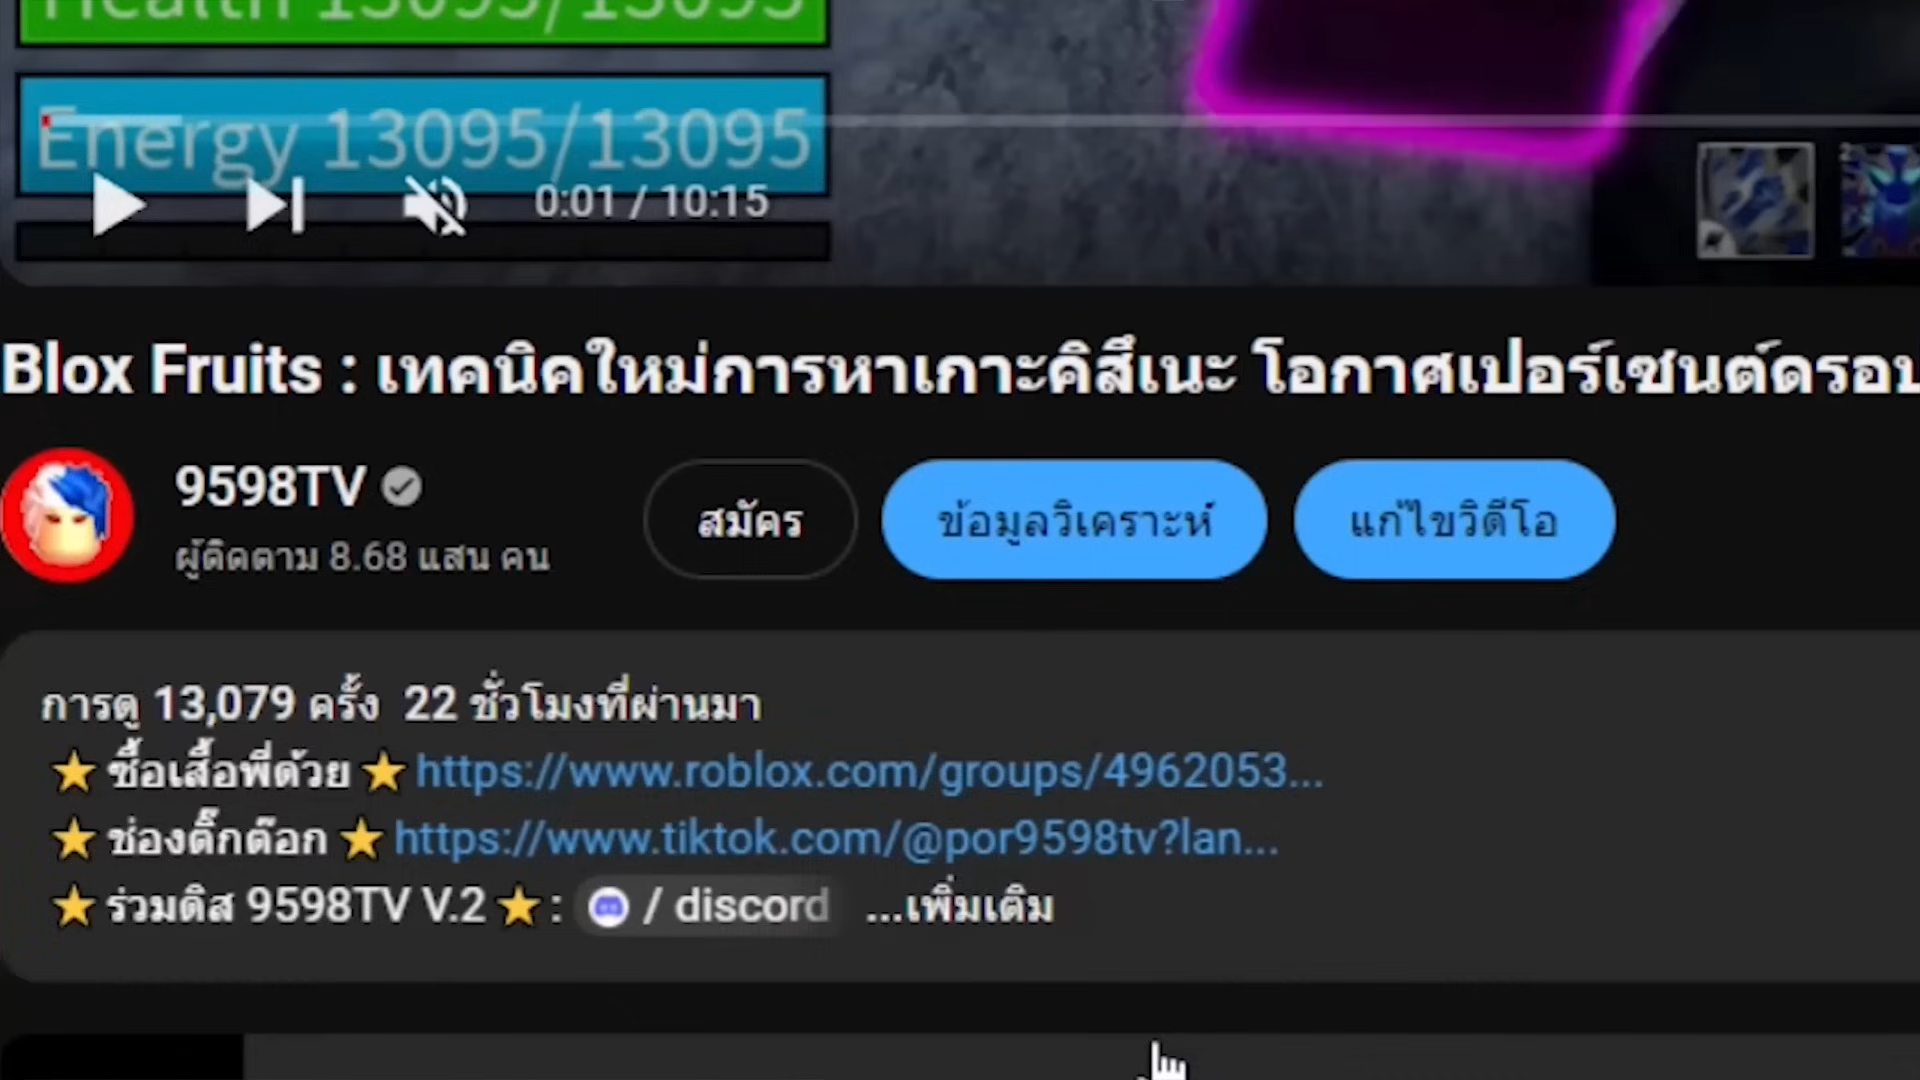 Health 13095/13095
Energy 13095/13095
0:01 / 10:15
Blox Fruits : เทคนิคใหม่การหาเกาะคิสึเนะ โอกาศเปอร์เซนต์ดรอบ
9598TV
ผู้ติดตาม 8.68 แสน คน
สมัคร
ข้อมูลวิเคราะห์
แก้ไขวิดีโอ
การดู 13,079 ครั้ง 22 ชั่วโมงที่ผ่านมา
⭐ ซื้อเสื้อพี่ด้วย ⭐ https://www.roblox.com/groups/4962053...
⭐ ช่องติ๊กต๊อก ⭐ https://www.tiktok.com/@por9598tv?lan...
⭐ ร่วมดิส 9598TV V.2 ⭐ : / discord ...เพิ่มเติม